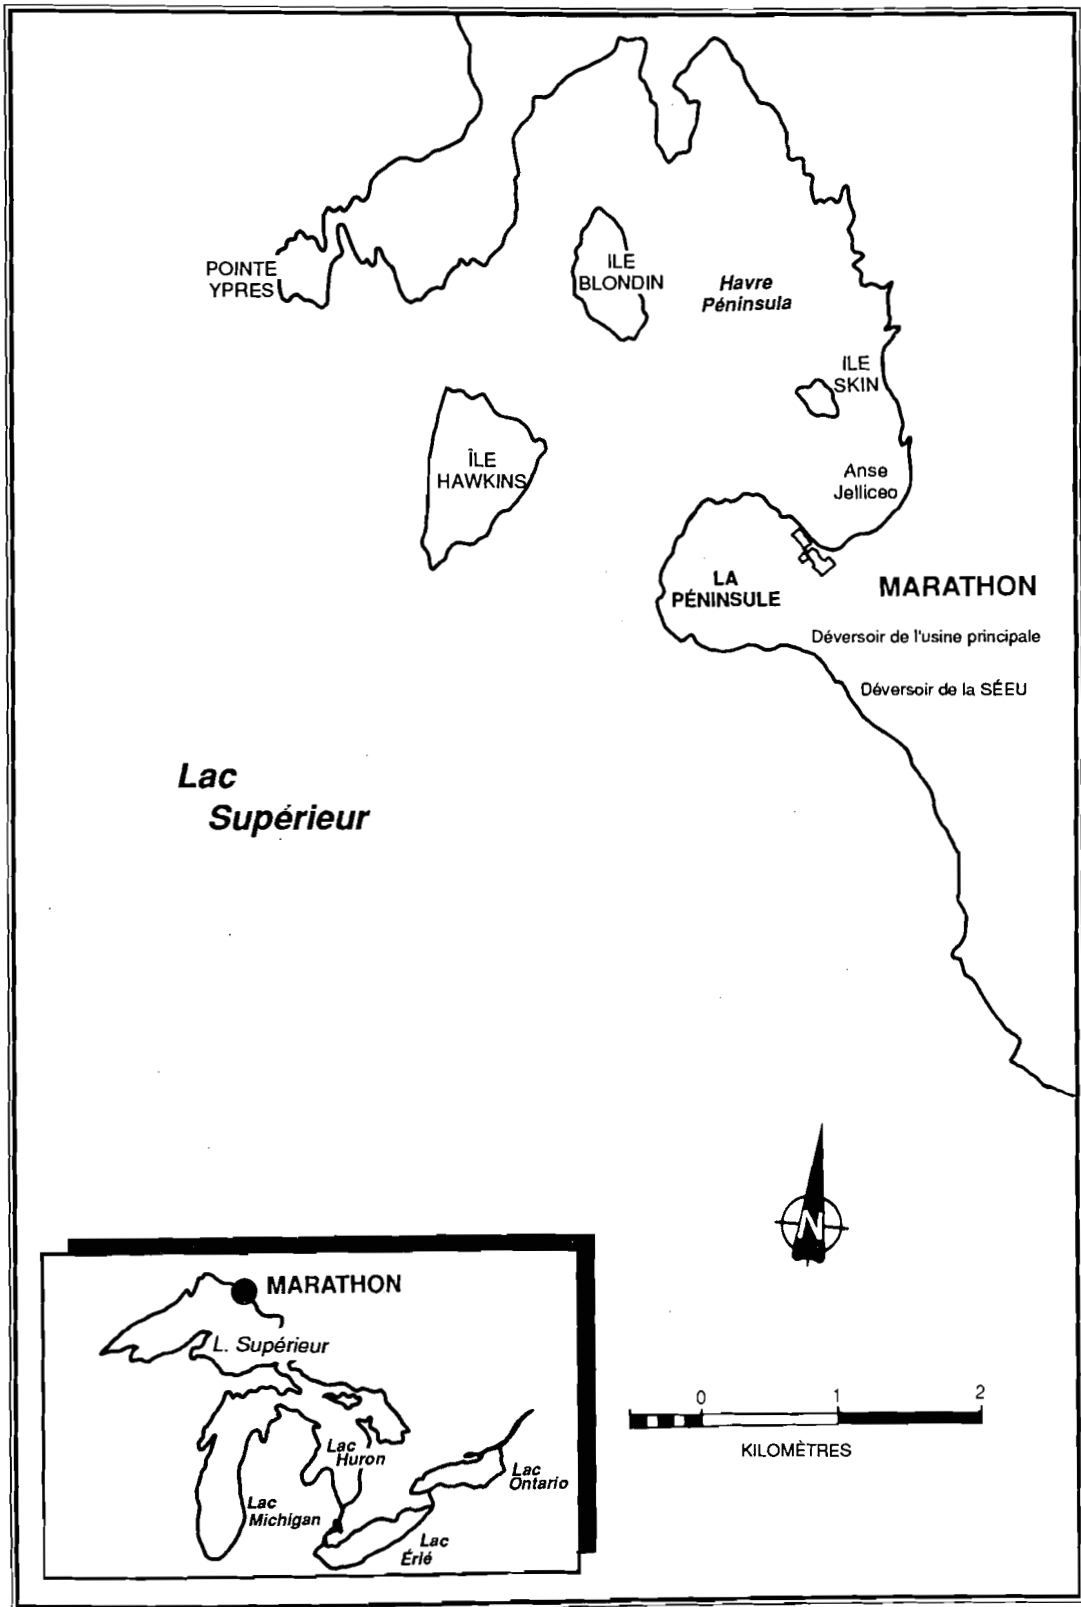 POINTE
YPRES
ILE
BLONDIN
Havre
Péninsula
ILE
SKIN
ÎLE
HAWKINS
Anse
Jelliceo
LA
PÉNINSULE
MARATHON
Déversoir de l'usine principale
Déversoir de la SÉEU
Lac
Supérieur
N
MARATHON
L. Supérieur
Lac
Huron
Lac
Ontario
Lac
Michigan
Lac
Érié
0 1 2
KILOMÈTRES